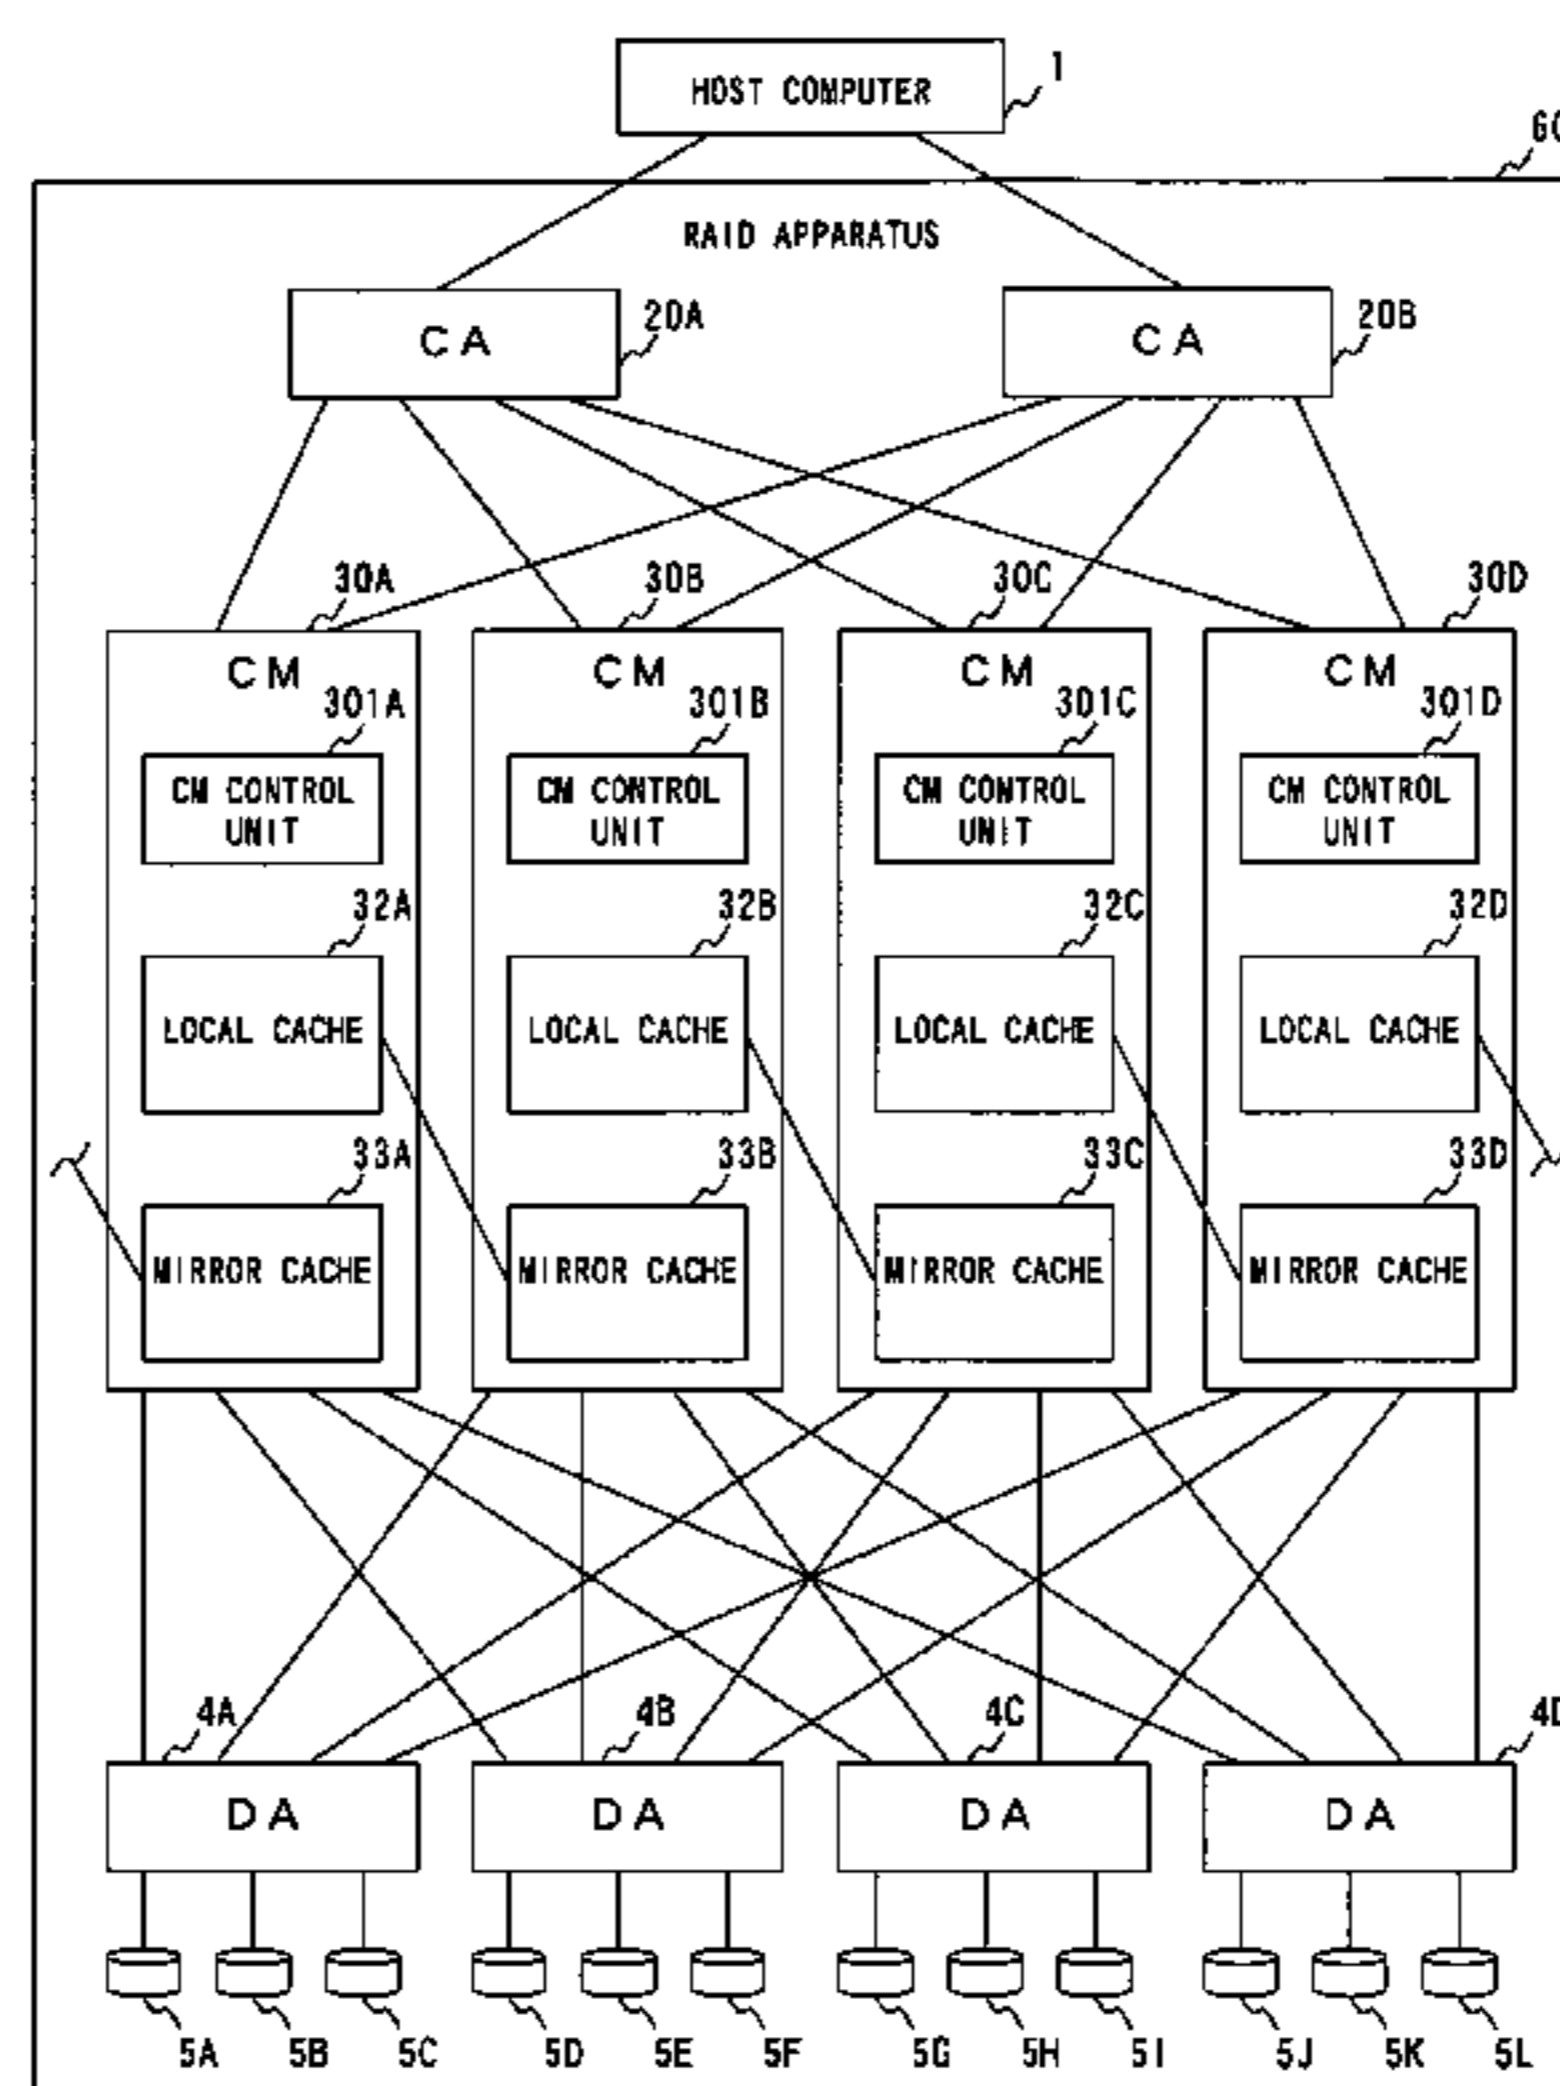 HOST COMPUTER
1
60
RAID APPARATUS
CA
20A
CA
20B
30A
30B
30C
30D
CM
CM
CM
CM
301A
301B
301C
301D
CM CONTROL
UNIT
CM CONTROL
UNIT
CM CONTROL
UNIT
CM CONTROL
UNIT
32A
32B
32C
32D
LOCAL CACHE
LOCAL CACHE
LOCAL CACHE
LOCAL CACHE
33A
33B
33C
33D
MIRROR CACHE
MIRROR CACHE
MIRROR CACHE
MIRROR CACHE
4A
4B
4C
4D
DA
DA
DA
DA
5A
5B
5C
5D
5E
5F
5G
5H
5I
5J
5K
5L